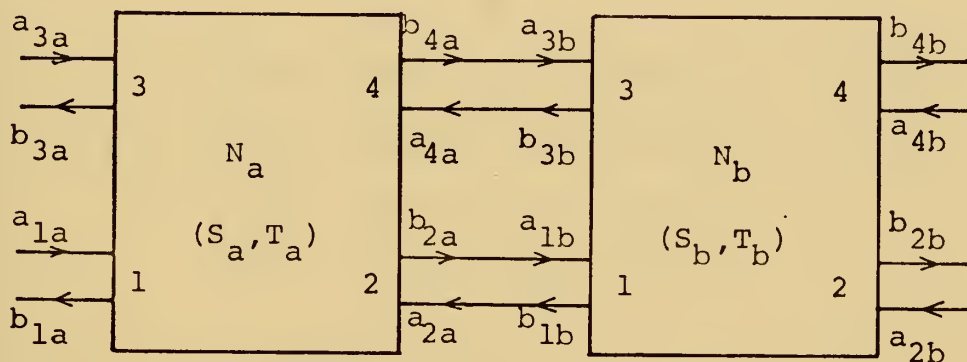 a3a b4a a3b b4b
3 4 3 4
b3a a4a b3b a4b
Na Nb
a1a b2a a1b b2b
(Sa,Ta) (Sb,Tb)
1 2 1 2
b1a a2a b1b a2b